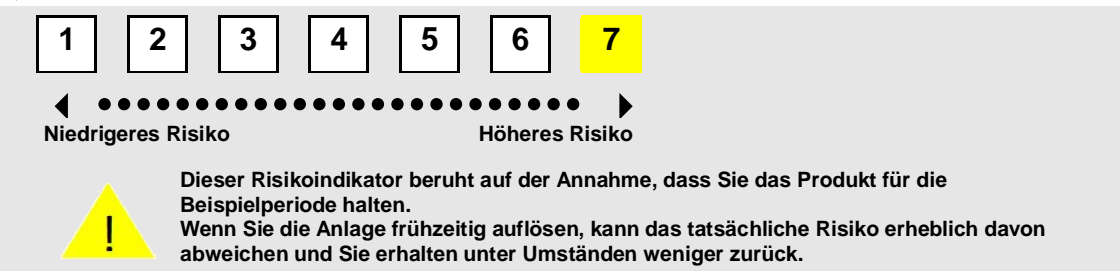 1 2 3 4 5 6 7
Niedrigeres Risiko Höheres Risiko
Dieser Risikoindikator beruht auf der Annahme, dass Sie das Produkt für die
Beispielperiode halten.
! Wenn Sie die Anlage frühzeitig auflösen, kann das tatsächliche Risiko erheblich davon
abweichen und Sie erhalten unter Umständen weniger zurück.